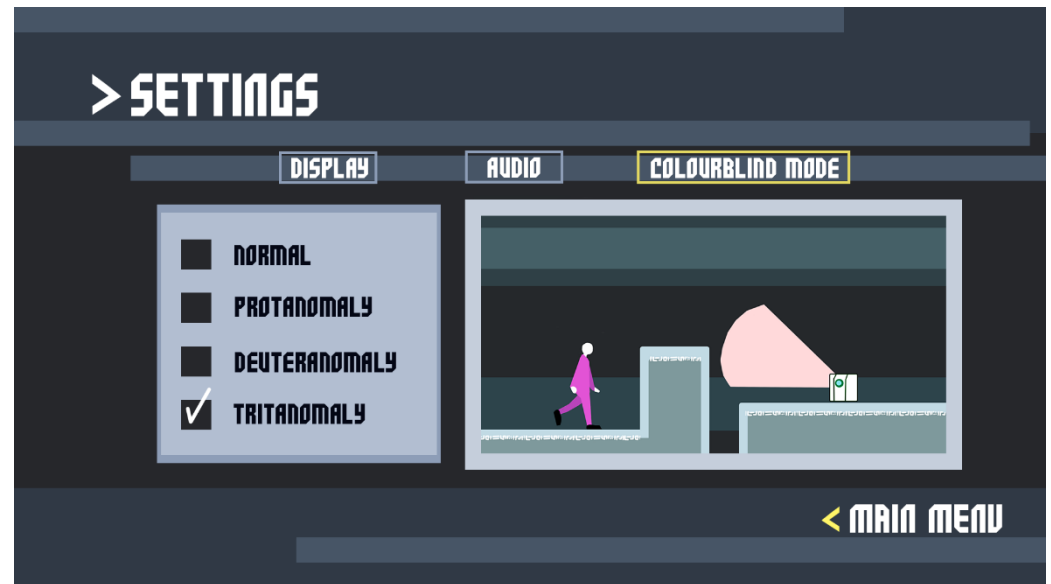 > SETTINGS
DISPLAY AUDIO COLOURBLIND MODE
NORMAL
PROTANOMALY
DEUTERANOMALY
TRITANOMALY
< MAIN MENU